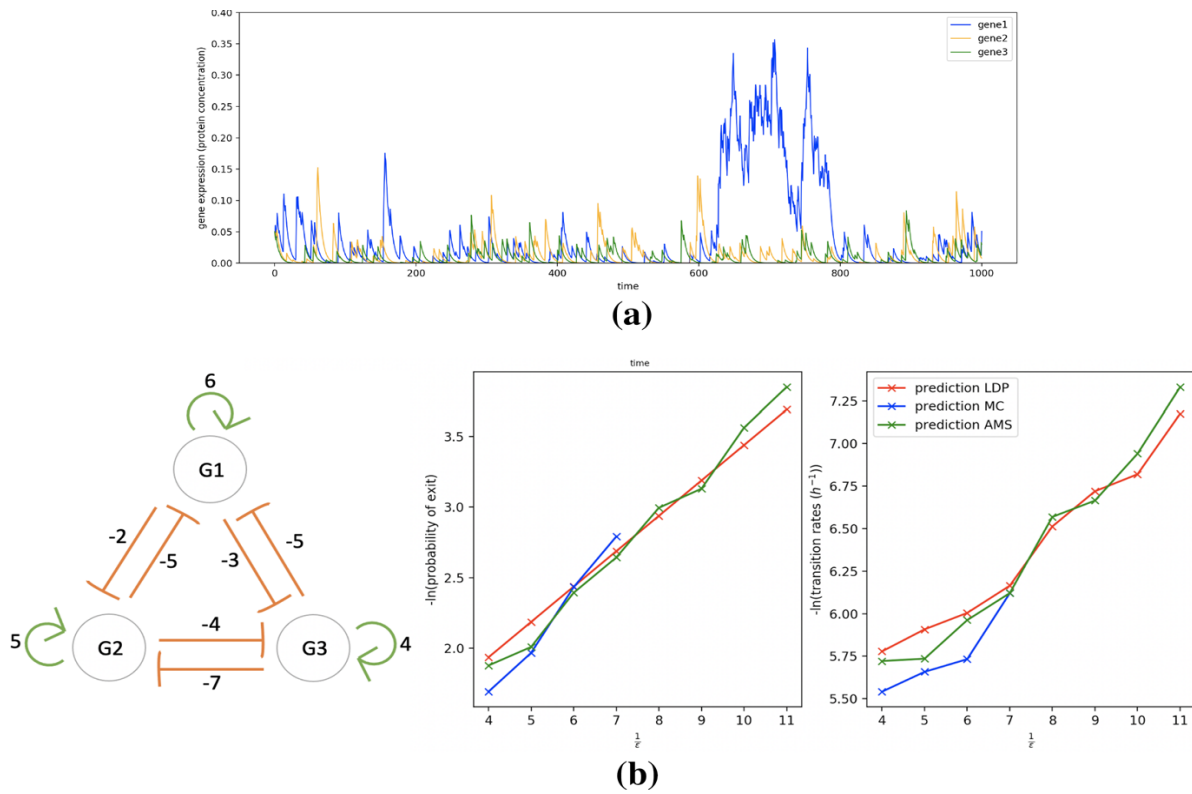 0.40
0.35
0.30
0.25
0.20
0.15
0.10
0.05
0.00
gene expression (protein concentration)
gene1
gene2
gene3
0
200
400
600
800
1000
time
(a)
6
G1
-2
-5
-3
-5
5
G2
-4
-7
G3
4
time
3.5
3.0
2.5
2.0
-ln(probability of exit)
4 5 6 7 8 9 10 11
1
ε
prediction LDP
prediction MC
prediction AMS
7.25
7.00
6.75
6.50
6.25
6.00
5.75
5.50
-ln(transition rates (h⁻¹))
4 5 6 7 8 9 10 11
1
ε
(b)